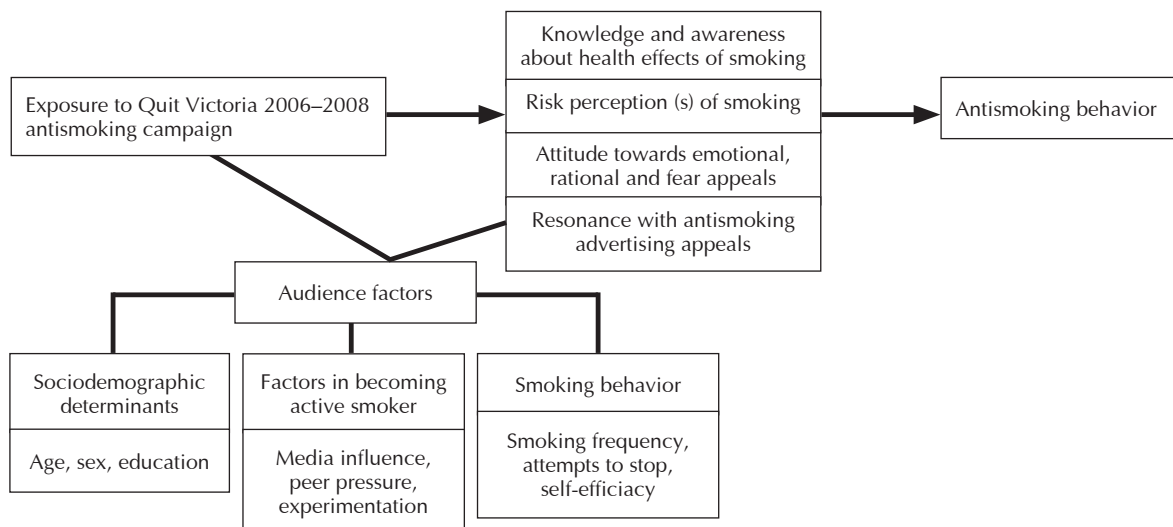 Knowledge and awareness
about health effects of smoking
Exposure to Quit Victoria 2006–2008
antismoking campaign
Risk perception (s) of smoking
Antismoking behavior
Attitude towards emotional,
rational and fear appeals
Resonance with antismoking
advertising appeals
Audience factors
Sociodemographic
determinants
Age, sex, education
Factors in becoming
active smoker
Media influence,
peer pressure,
experimentation
Smoking behavior
Smoking frequency,
attempts to stop,
self-efficiacy